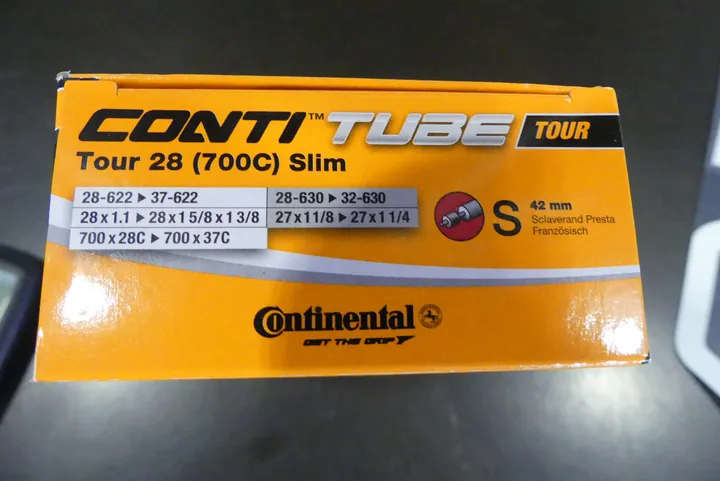 CONTI™ TUBE TOUR
Tour 28 (700C) Slim
28-622 ▶ 37-622
28-630 ▶ 32-630
28 x 1.1 ▶ 28 x 1 5/8 x 1 3/8
27 x 1 1/8 ▶ 27 x 1 1/4
700 x 28C ▶ 700 x 37C
S
42 mm
Sclaverand Presta
Französisch
Continental
GET THE GRIP